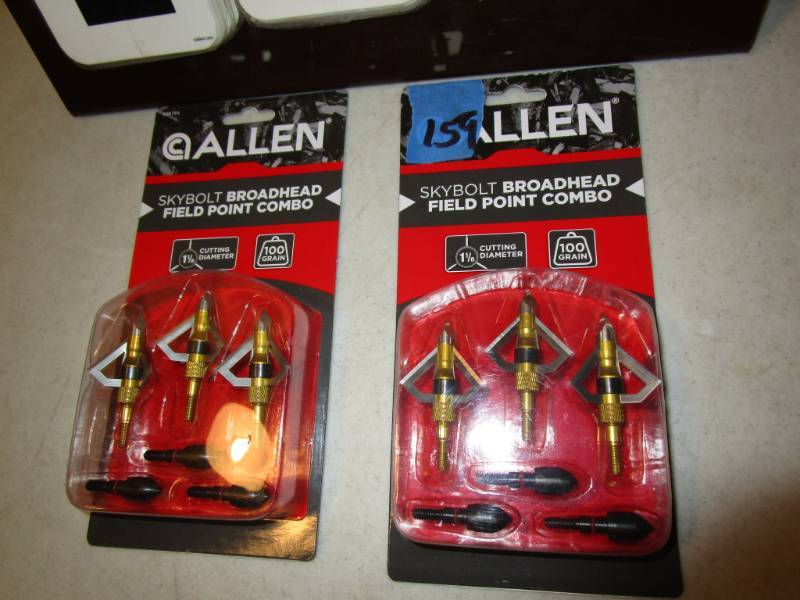 ALLEN
SKYBOLT BROADHEAD
FIELD POINT COMBO
1⅛
CUTTING
DIAMETER
100
GRAIN
159
ALLEN®
SKYBOLT BROADHEAD
FIELD POINT COMBO
1⅛
CUTTING
DIAMETER
100
GRAIN